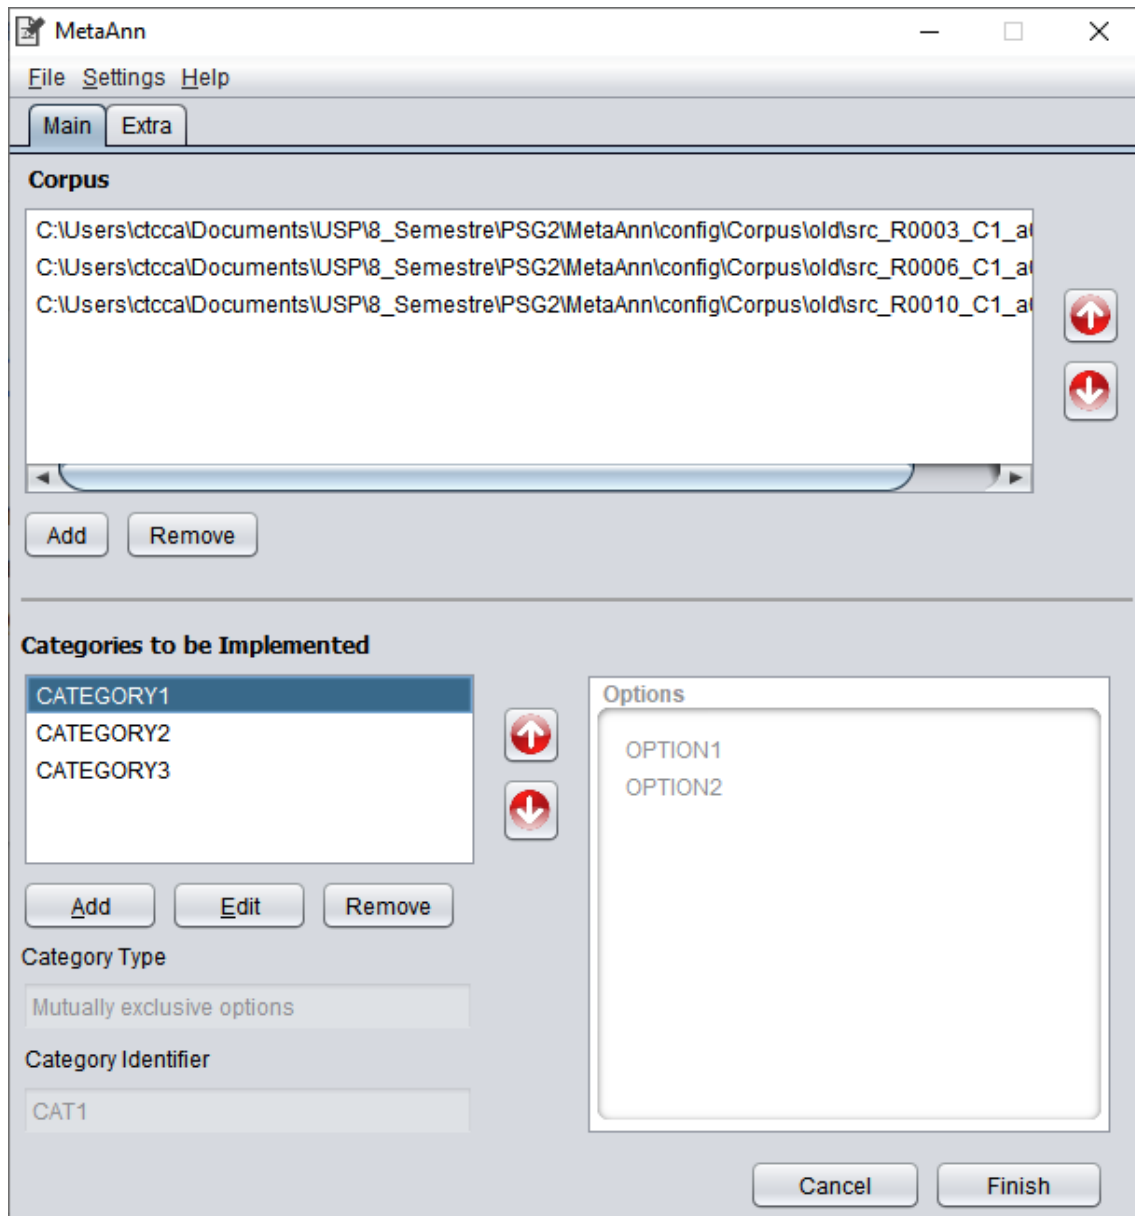 MetaAnn
File Settings Help
Main Extra
Corpus
C:\Users\ctcca\Documents\USP\8_Semestre\PSG2\MetaAnn\config\Corpus\old\src_R0003_C1_a
C:\Users\ctcca\Documents\USP\8_Semestre\PSG2\MetaAnn\config\Corpus\old\src_R0006_C1_a
C:\Users\ctcca\Documents\USP\8_Semestre\PSG2\MetaAnn\config\Corpus\old\src_R0010_C1_a
Add Remove
Categories to be Implemented
CATEGORY1
CATEGORY2
CATEGORY3
Add Edit Remove
Category Type
Mutually exclusive options
Category Identifier
CAT1
Options
OPTION1
OPTION2
Cancel Finish